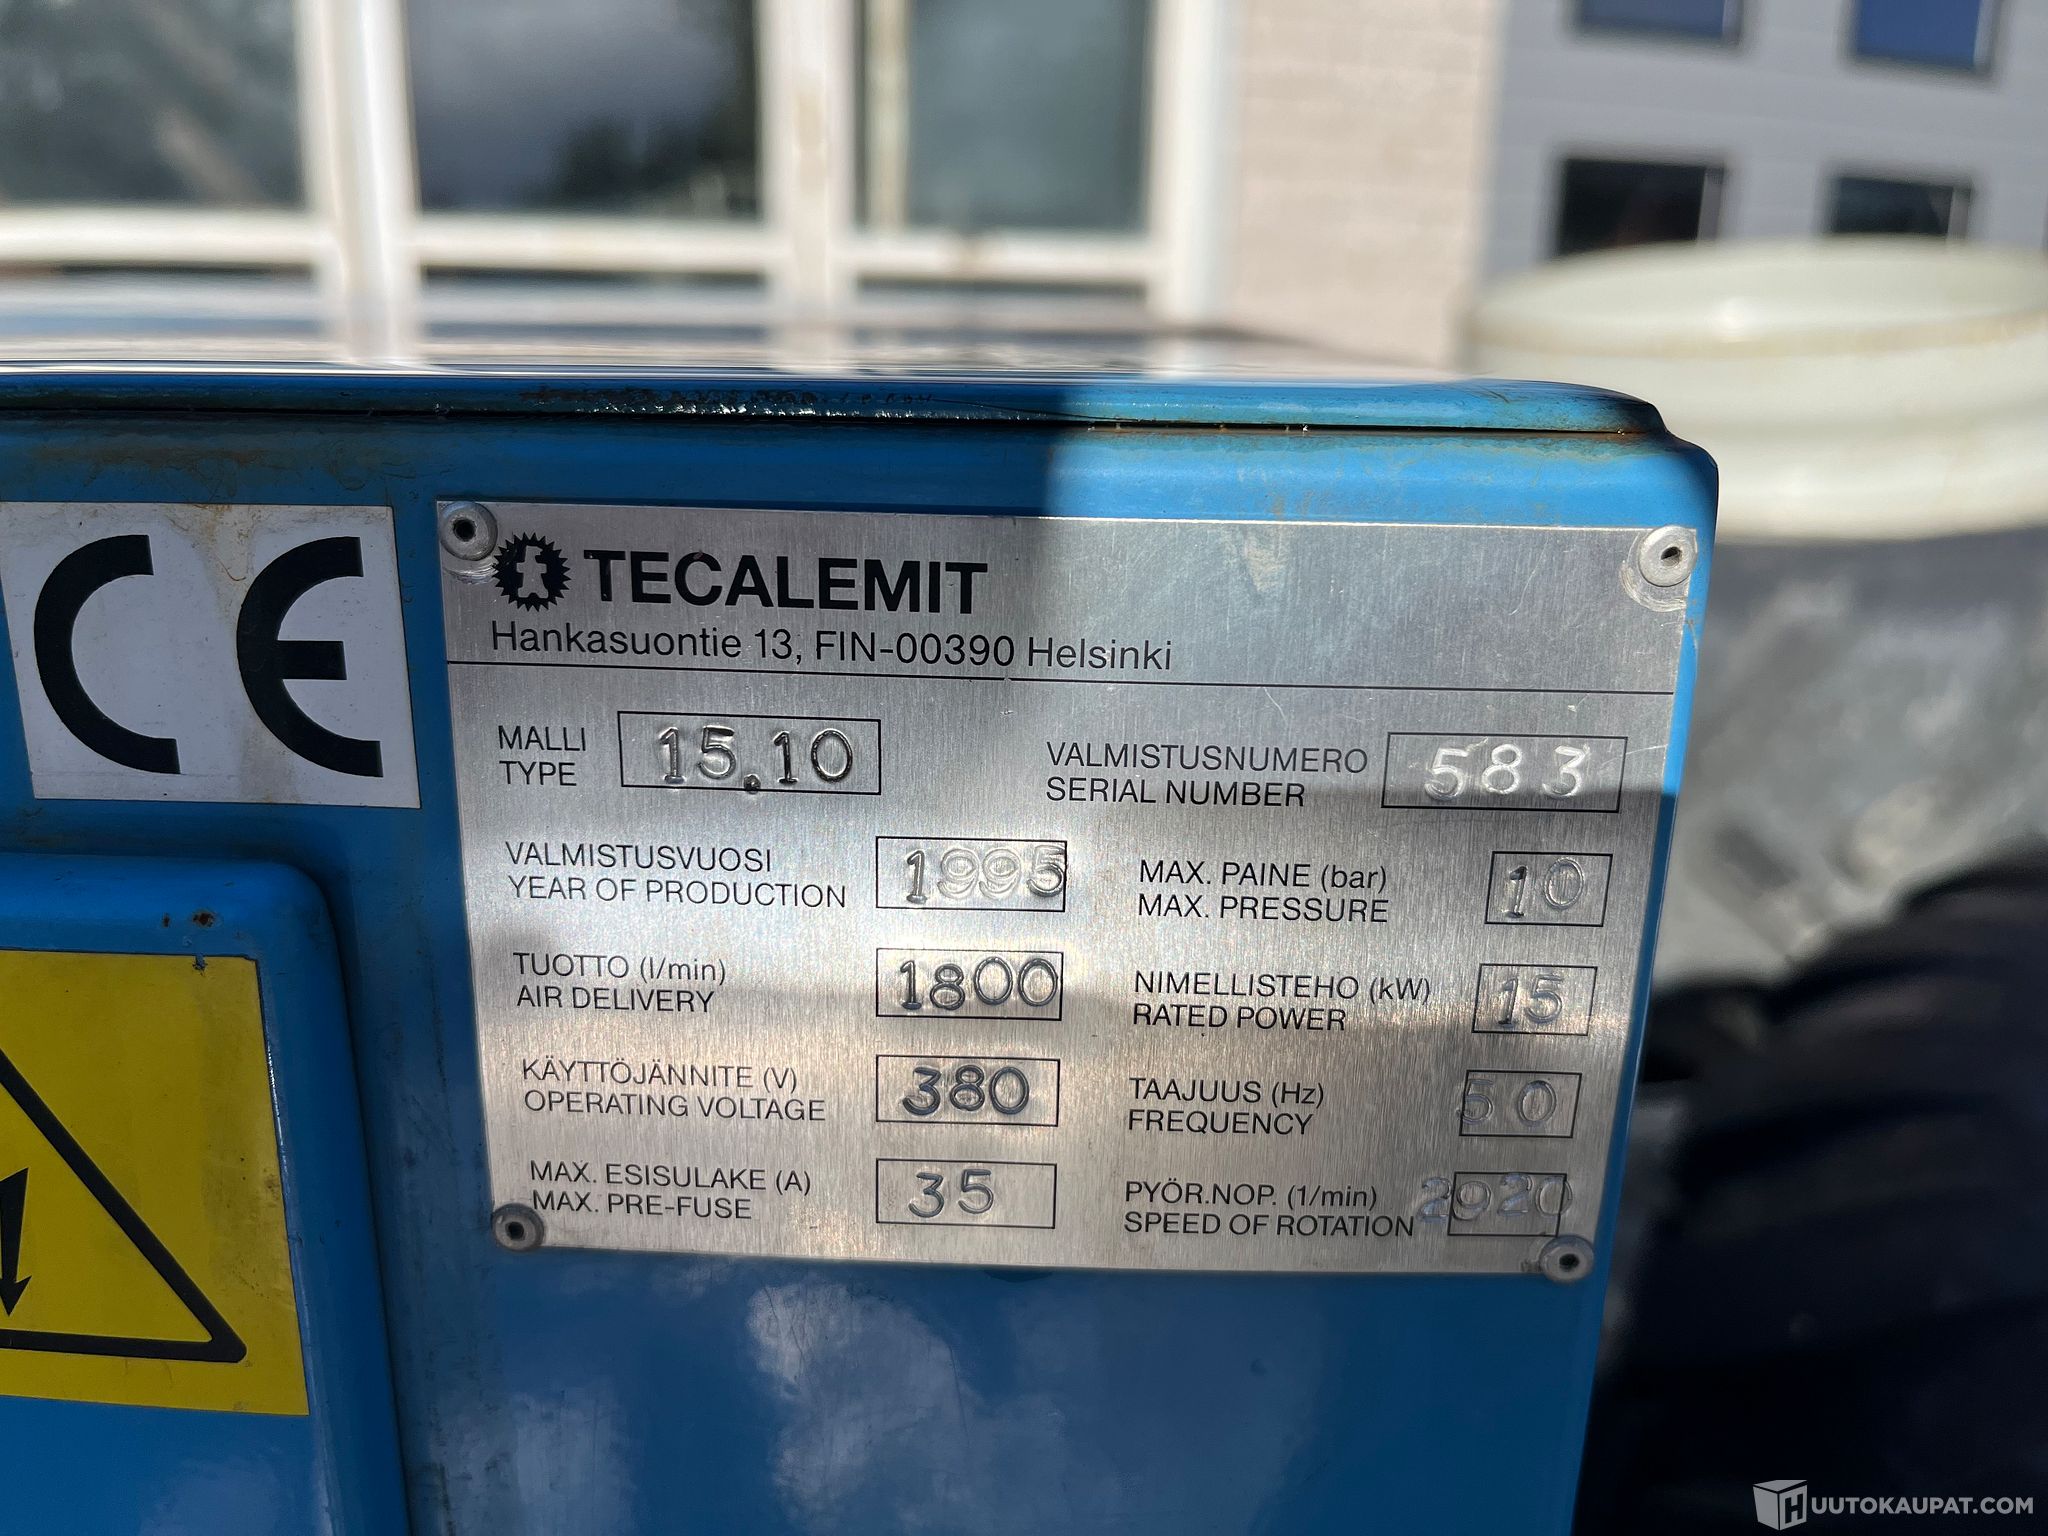 CE
TECALEMIT
Hankasuontie 13, FIN-00390 Helsinki
MALLI
TYPE
15.10
VALMISTUSNUMERO
SERIAL NUMBER
583
VALMISTUSVUOSI
YEAR OF PRODUCTION
1995
MAX. PAINE (bar)
MAX. PRESSURE
10
TUOTTO (l/min)
AIR DELIVERY
1800
NIMELLISTEHO (kW)
RATED POWER
15
KÄYTTÖJÄNNITE (V)
OPERATING VOLTAGE
380
TAAJUUS (Hz)
FREQUENCY
50
MAX. ESISULAKE (A)
MAX. PRE-FUSE
35
PYÖR.NOP. (1/min)
SPEED OF ROTATION
2920
HUUTOKAUPAT.COM